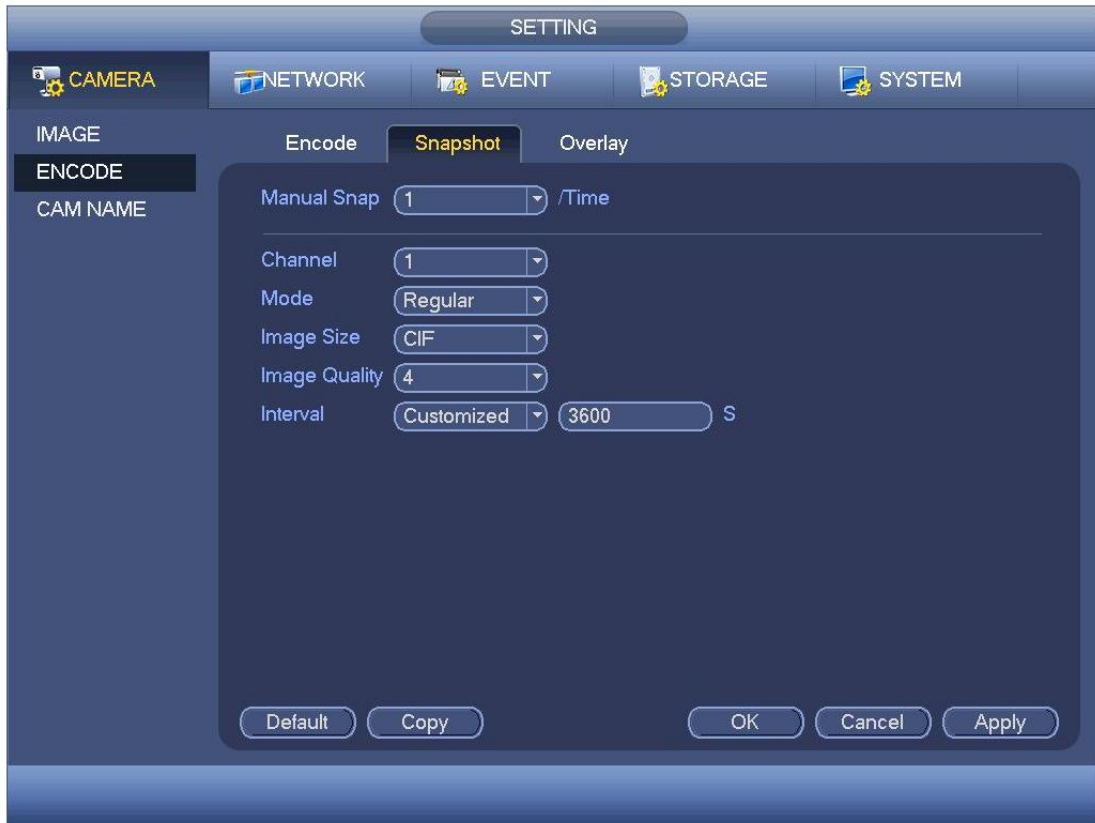 SETTING
CAMERA NETWORK EVENT STORAGE SYSTEM
IMAGE
ENCODE
CAM NAME
Encode Snapshot Overlay
Manual Snap 1 /Time
Channel 1
Mode Regular
Image Size CIF
Image Quality 4
Interval Customized 3600 S
Default Copy OK Cancel Apply